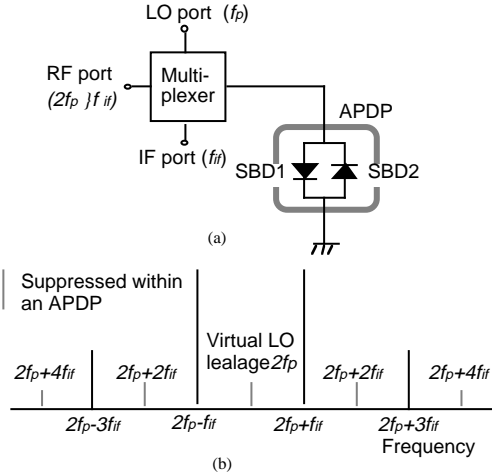 LO port (fp)
RF port
(2fp }f if)
Multi-
plexer
IF port (fif)
APDP
SBD1
SBD2
(a)
Suppressed within
an APDP
Virtual LO
lealage2fp
2fp+4fif
2fp+2fif
2fp+2fif
2fp+4fif
2fp-3fif
2fp-fif
2fp+fif
2fp+3fif
Frequency
(b)